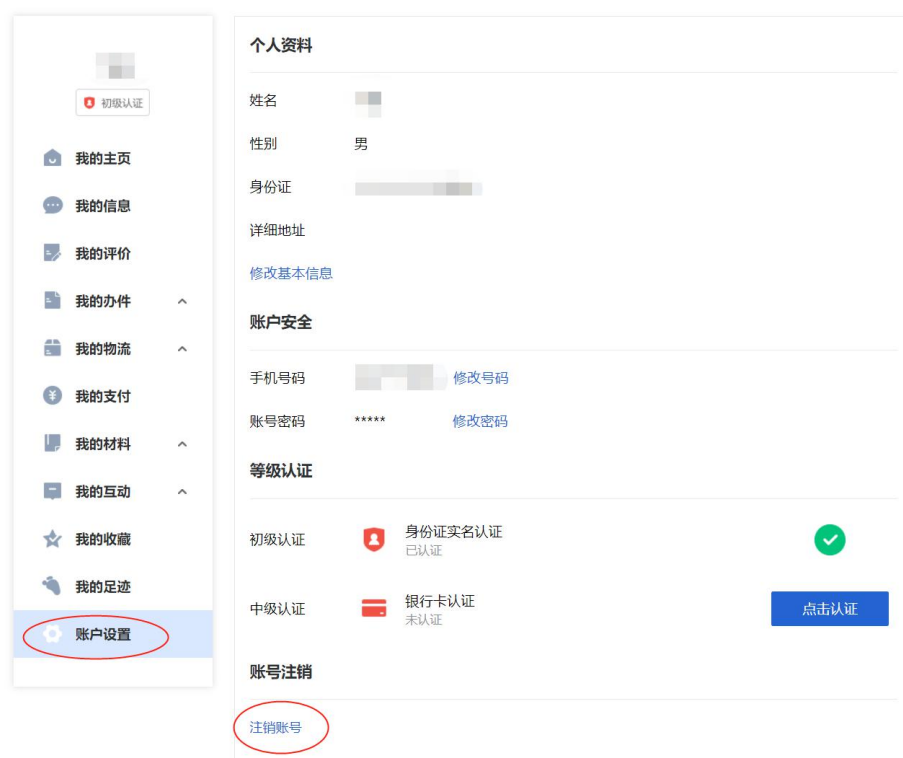 初级认证
我的主页
我的信息
我的评价
我的办件
我的物流
我的支付
我的材料
我的互动
我的收藏
我的足迹
账户设置
个人资料
姓名
性别 男
身份证
详细地址
修改基本信息
账户安全
手机号码 修改号码
账号密码 ***** 修改密码
等级认证
初级认证 身份证实名认证
已认证
中级认证 银行卡认证 点击认证
未认证
账号注销
注销账号